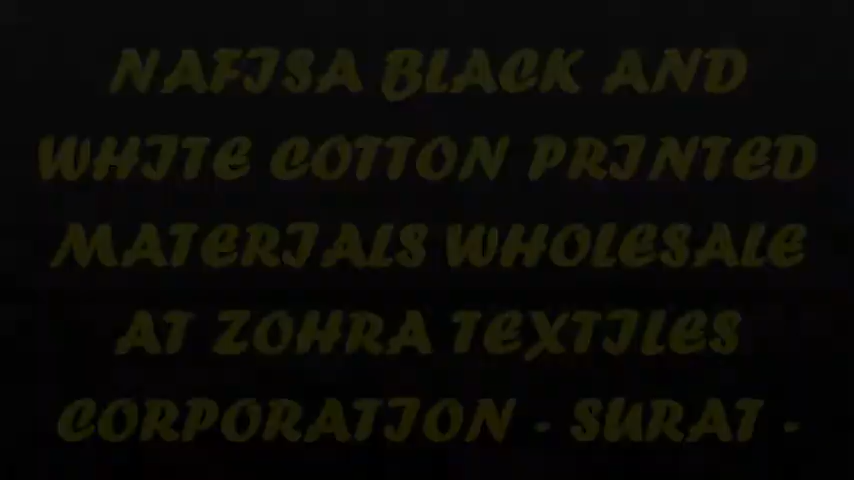 NAFISA BLACK AND
WHITE COTTON PRINTED
MATERIALS WHOLESALE
AT ZOHRA TEXTILES
CORPORATION - SURAT -